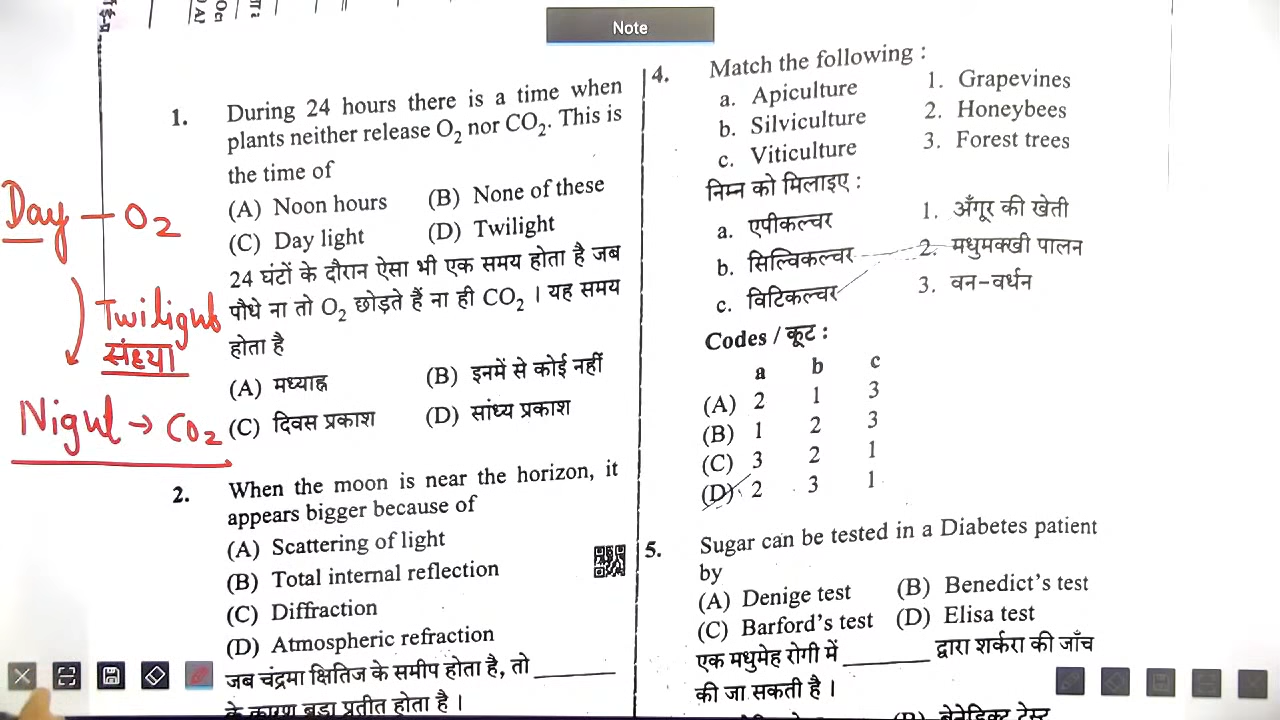 Note
1. During 24 hours there is a time when
plants neither release O₂ nor CO₂. This is
the time of
(A) Noon hours (B) None of these
(C) Day light (D) Twilight
24 घंटों के दौरान ऐसा भी एक समय होता है जब
पौधे ना तो O₂ छोड़ते हैं ना ही CO₂ । यह समय
होता है
(A) मध्याह्न (B) इनमें से कोई नहीं
(C) दिवस प्रकाश (D) सांध्य प्रकाश
Day — O₂
Twilight
संध्या
Night → CO₂
2. When the moon is near the horizon, it
appears bigger because of
(A) Scattering of light
(B) Total internal reflection
(C) Diffraction
(D) Atmospheric refraction
जब चंद्रमा क्षितिज के समीप होता है, तो ________
के कारण बड़ा प्रतीत होता है ।
4. Match the following :
a. Apiculture 1. Grapevines
b. Silviculture 2. Honeybees
c. Viticulture 3. Forest trees
निम्न को मिलाइए :
a. एपीकल्चर 1. अँगूर की खेती
b. सिल्विकल्चर 2. मधुमक्खी पालन
c. विटिकल्चर 3. वन-वर्धन
Codes / कूट :
a b c
(A) 2 1 3
(B) 1 2 3
(C) 3 2 1
(D) 2 3 1
5. Sugar can be tested in a Diabetes patient
by
(A) Denige test (B) Benedict's test
(C) Barford's test (D) Elisa test
एक मधुमेह रोगी में ________ द्वारा शर्करा की जाँच
की जा सकती है ।
(B) बेनेडिक्ट टेस्ट